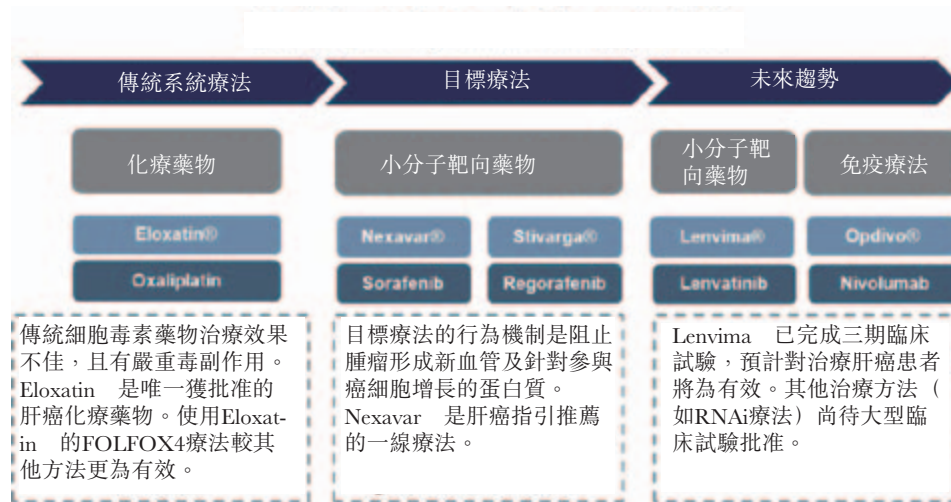 傳統系統療法
目標療法
未來趨勢
化療藥物
小分子靶向藥物
小分子靶
向藥物
免疫療法
Eloxatin®
Nexavar®
Stivarga®
Lenvima®
Opdivo®
Oxaliplatin
Sorafenib
Regorafenib
Lenvatinib
Nivolumab
傳統細胞毒素藥物治療效果
不佳，且有嚴重毒副作用。
Eloxatin 是唯一獲批准的
肝癌化療藥物。使用Eloxat-
in 的FOLFOX4療法較其
他方法更為有效。
目標療法的行為機制是阻止
腫瘤形成新血管及針對參與
癌細胞增長的蛋白質。
Nexavar 是肝癌指引推薦
的一線療法。
Lenvima 已完成三期臨床
試驗，預計對治療肝癌患者
將為有效。其他治療方法（
如RNAi療法）尚待大型臨
床試驗批准。